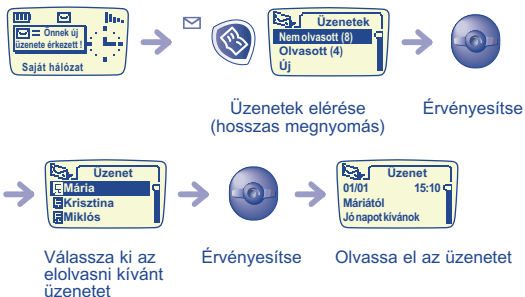 = Önnek új
üzenete érkezett !
Saját hálózat
Üzenetek
Nem olvasott (8)
Olvasott (4)
Új
Üzenetek elérése
(hosszas megnyomás)
Érvényesítse
Üzenet
Mária
Krisztina
Miklós
Válassza ki az
elolvasni kívánt
üzenetet
Érvényesítse
Üzenet
01/01 15:10
Máriától
Jó napot kívánok
Olvassa el az üzenetet